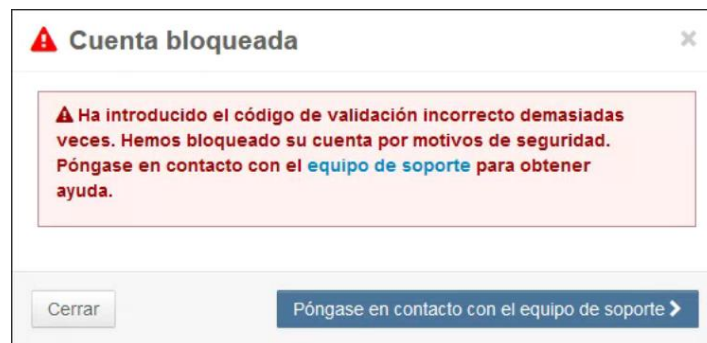 Cuenta bloqueada
Ha introducido el código de validación incorrecto demasiadas
veces. Hemos bloqueado su cuenta por motivos de seguridad.
Póngase en contacto con el equipo de soporte para obtener
ayuda.
Cerrar
Póngase en contacto con el equipo de soporte